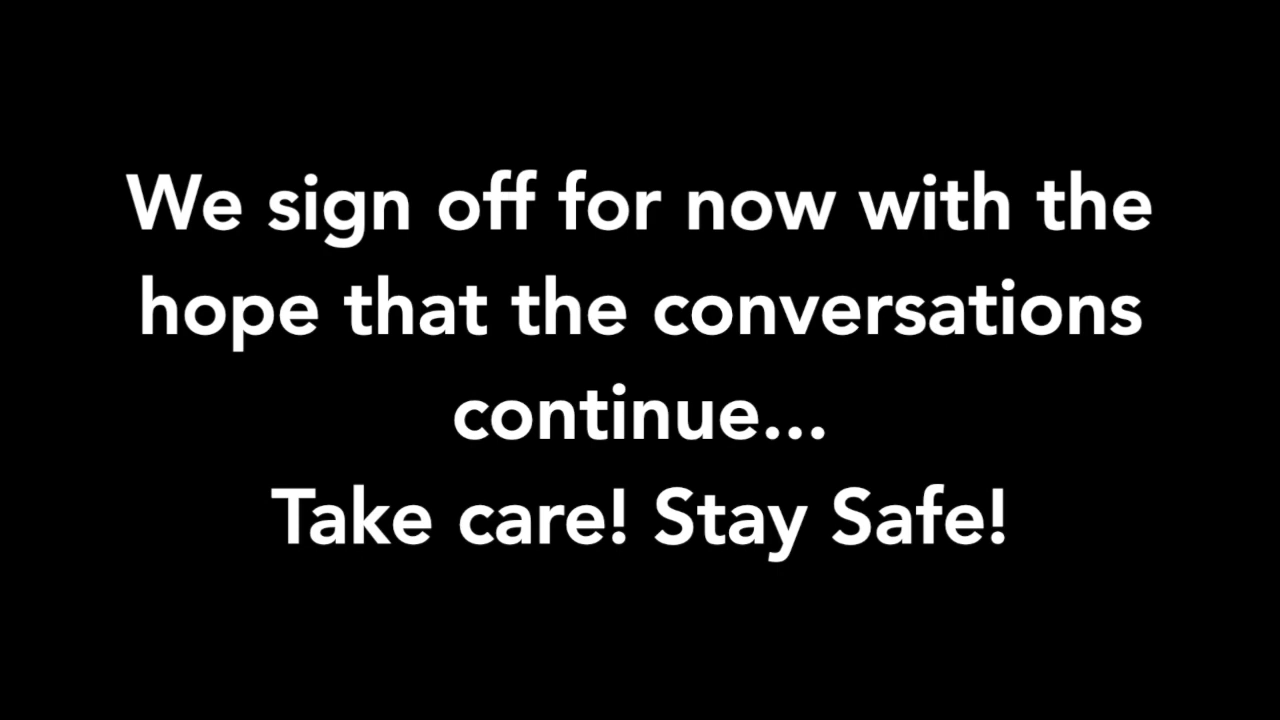 We sign off for now with the
hope that the conversations
continue...
Take care! Stay Safe!